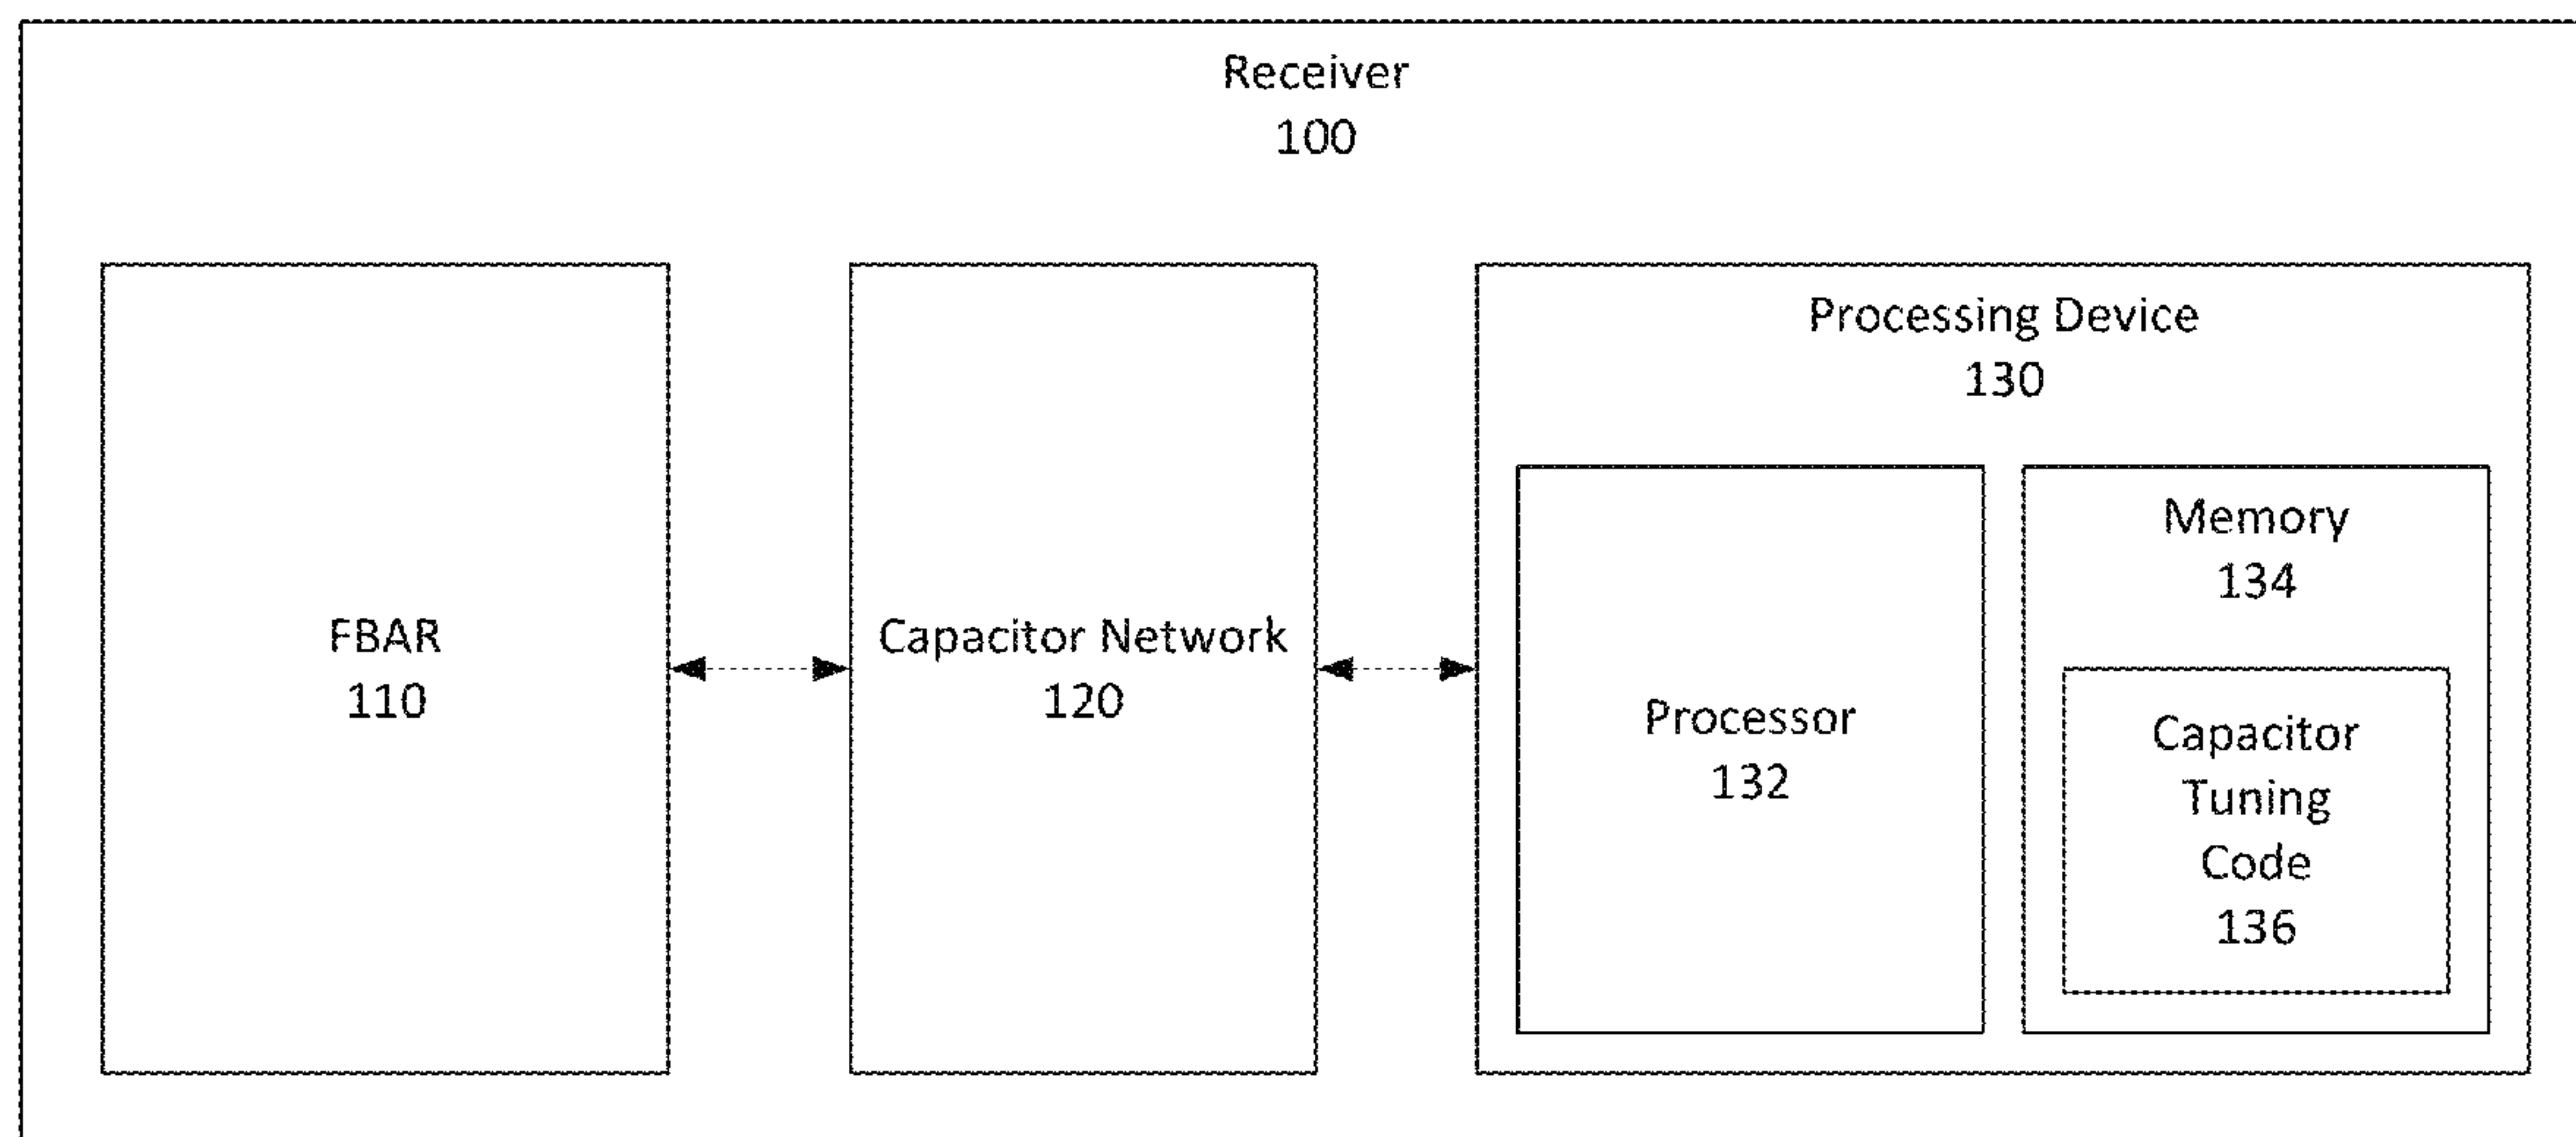 Receiver
100
FBAR
110
Capacitor Network
120
Processing Device
130
Processor
132
Memory
134
Capacitor
Tuning
Code
136